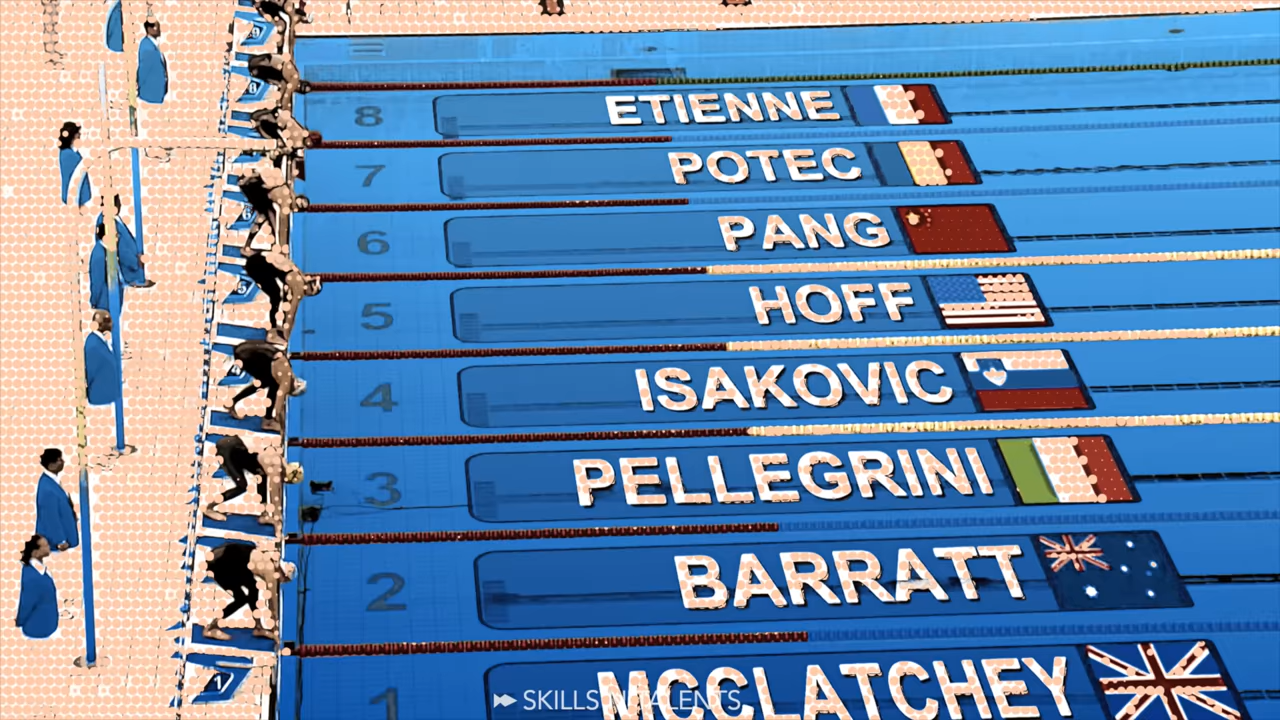 8 ETIENNE
7 POTEC
6 PANG
5 HOFF
4 ISAKOVIC
3 PELLEGRINI
2 BARRATT
1 MCCLATCHEY